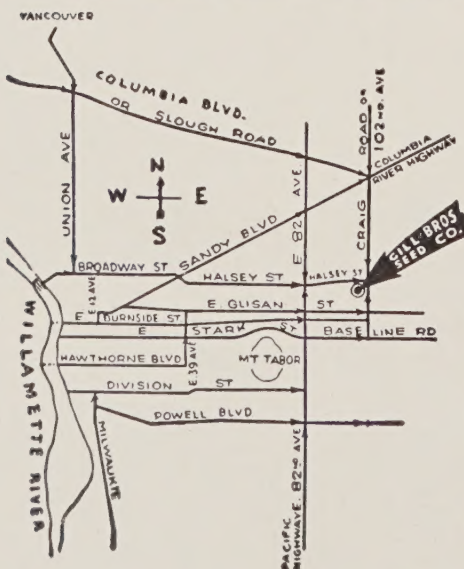 VANCOUVER
COLUMBIA BLVD.
OR SLOUGH ROAD
UNION AVE
N
W E
S
E 82 AVE
CRAIG ROAD OR 102ND. AVE
COLUMBIA RIVER HIGHWAY
SANDY BLVD
GILL BROS
SEED CO.
BROADWAY ST
HALSEY ST
HALSEY ST
E 12 AVE
E. GLISAN ST
E BURNSIDE ST
E STARK ST
BASE LINE RD
WILLAMETTE RIVER
HAWTHORNE BLVD
E.39 AVE
MT TABOR
DIVISION ST
POWELL BLVD
MILWAUKIE
PACIFIC HIGHWAY. 82ND AVE